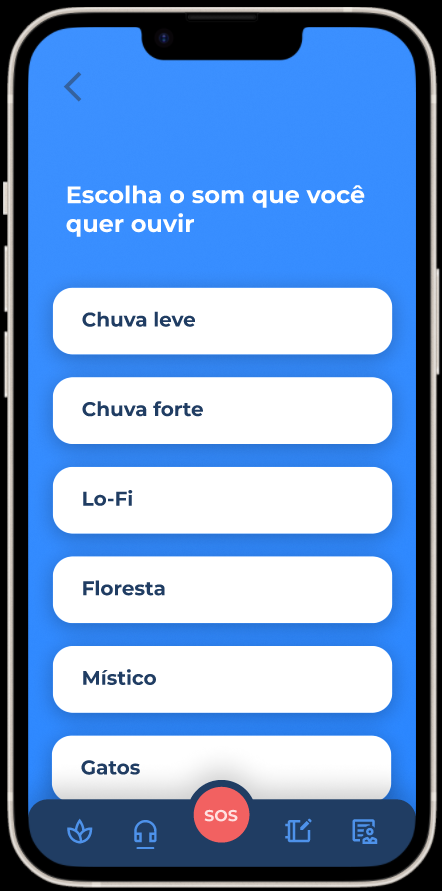 Escolha o som que você
quer ouvir
Chuva leve
Chuva forte
Lo-Fi
Floresta
Místico
Gatos
SOS